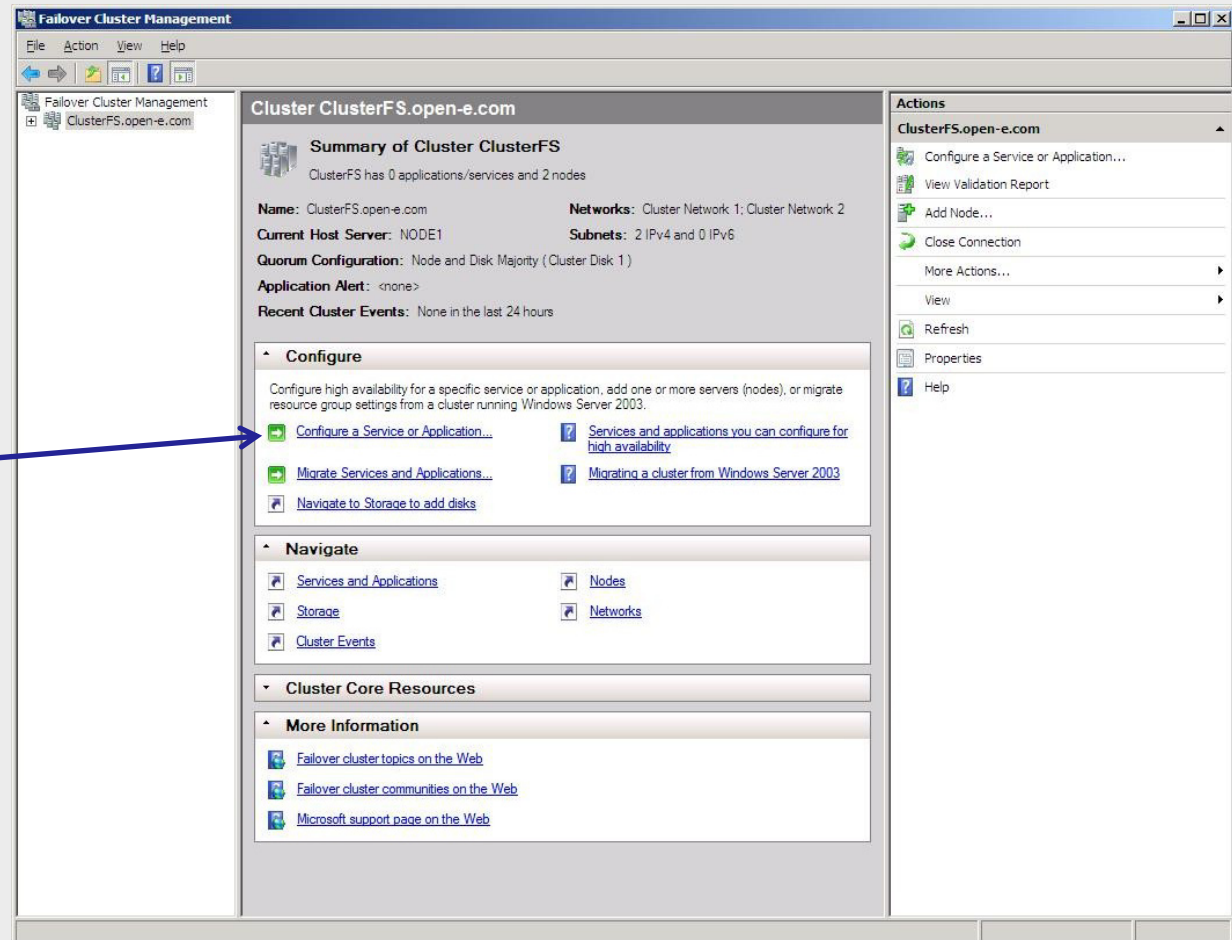 Failover Cluster Management
File Action View Help
Failover Cluster Management
ClusterFS.open-e.com
Cluster ClusterFS.open-e.com
Summary of Cluster ClusterFS
ClusterFS has 0 applications/services and 2 nodes
Name: ClusterFS.open-e.com
Networks: Cluster Network 1; Cluster Network 2
Current Host Server: NODE1
Subnets: 2 IPv4 and 0 IPv6
Quorum Configuration: Node and Disk Majority (Cluster Disk 1)
Application Alert: <none>
Recent Cluster Events: None in the last 24 hours
Configure
Configure high availability for a specific service or application, add one or more servers (nodes), or migrate
resource group settings from a cluster running Windows Server 2003.
Configure a Service or Application...
Services and applications you can configure for
high availability
Migrate Services and Applications...
Migrating a cluster from Windows Server 2003
Navigate to Storage to add disks
Navigate
Services and Applications
Nodes
Storage
Networks
Cluster Events
Cluster Core Resources
More Information
Failover cluster topics on the Web
Failover cluster communities on the Web
Microsoft support page on the Web
Actions
ClusterFS.open-e.com
Configure a Service or Application...
View Validation Report
Add Node...
Close Connection
More Actions...
View
Refresh
Properties
Help